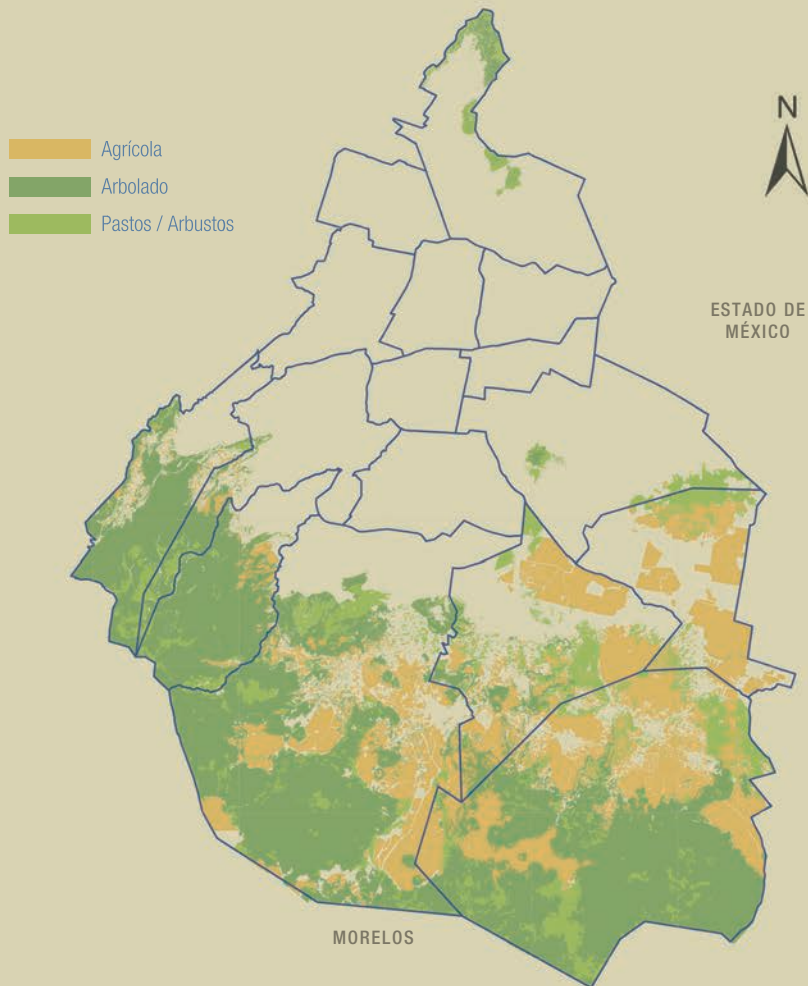 N
Agrícola
Arbolado
Pastos / Arbustos
ESTADO DE
MÉXICO
MORELOS